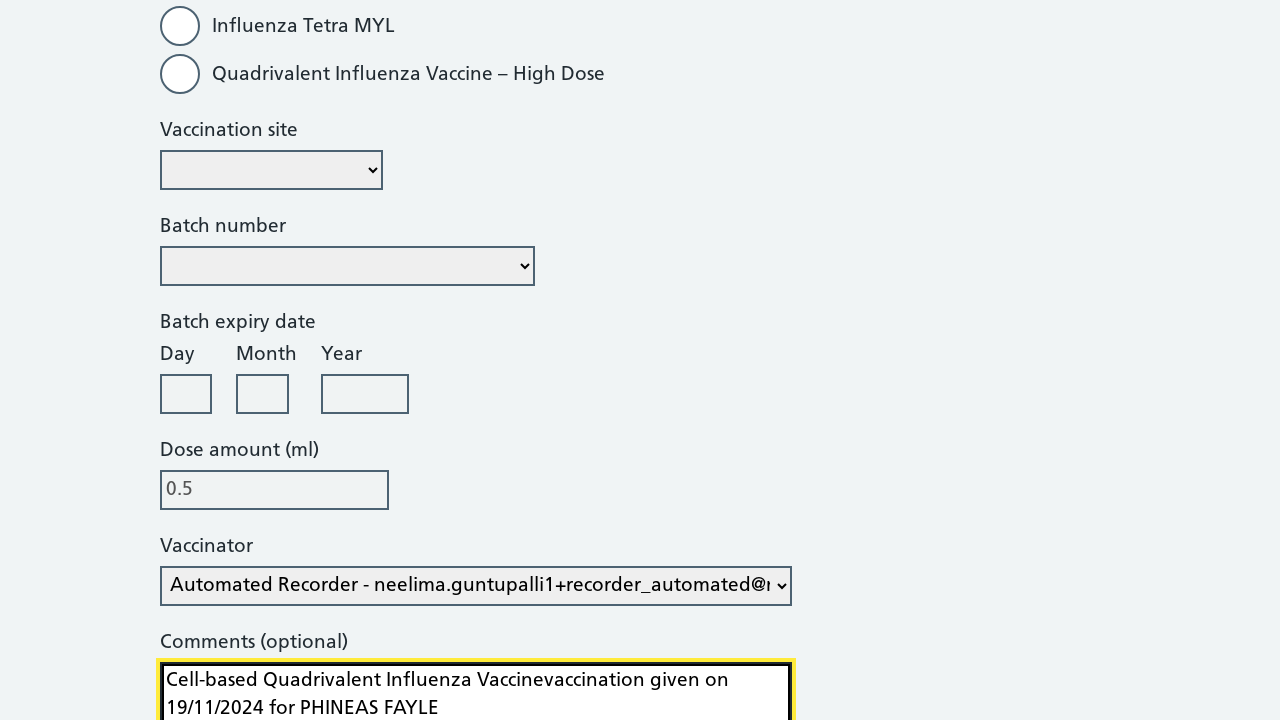 Influenza Tetra MYL
Quadrivalent Influenza Vaccine – High Dose
Vaccination site
Batch number
Batch expiry date
Day Month Year
Dose amount (ml)
0.5
Vaccinator
Automated Recorder - neelima.guntupalli1+recorder_automated@
Comments (optional)
Cell-based Quadrivalent Influenza Vaccinevaccination given on
19/11/2024 for PHINEAS FAYLE